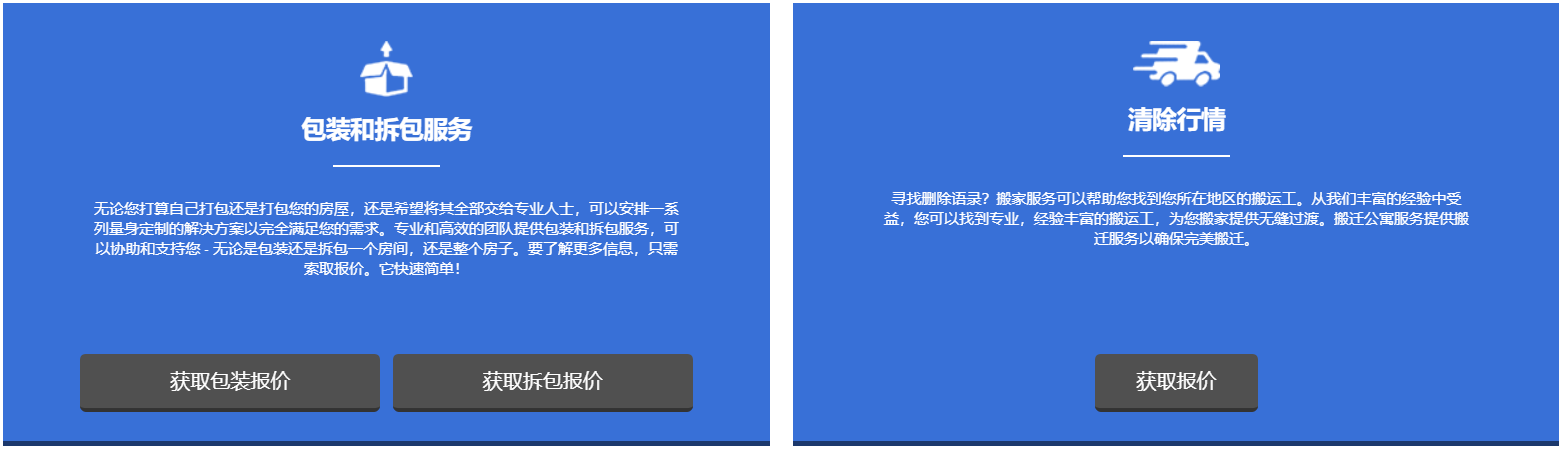 包装和拆包服务
无论您打算自己打包还是打包您的房屋，还是希望将其全部交给专业人士，可以安排一系
列量身定制的解决方案以完全满足您的需求。专业和高效的团队提供包装和拆包服务，可
以协助和支持您 - 无论是包装还是拆包一个房间，还是整个房子。要了解更多信息，只需
索取报价。它快速简单！
获取包装报价
获取拆包报价
清除行情
寻找删除语录？搬家服务可以帮助您找到您所在地区的搬运工。从我们丰富的经验中受
益，您可以找到专业，经验丰富的搬运工，为您搬家提供无缝过渡。搬迁公寓服务提供搬
迁服务以确保完美搬迁。
获取报价